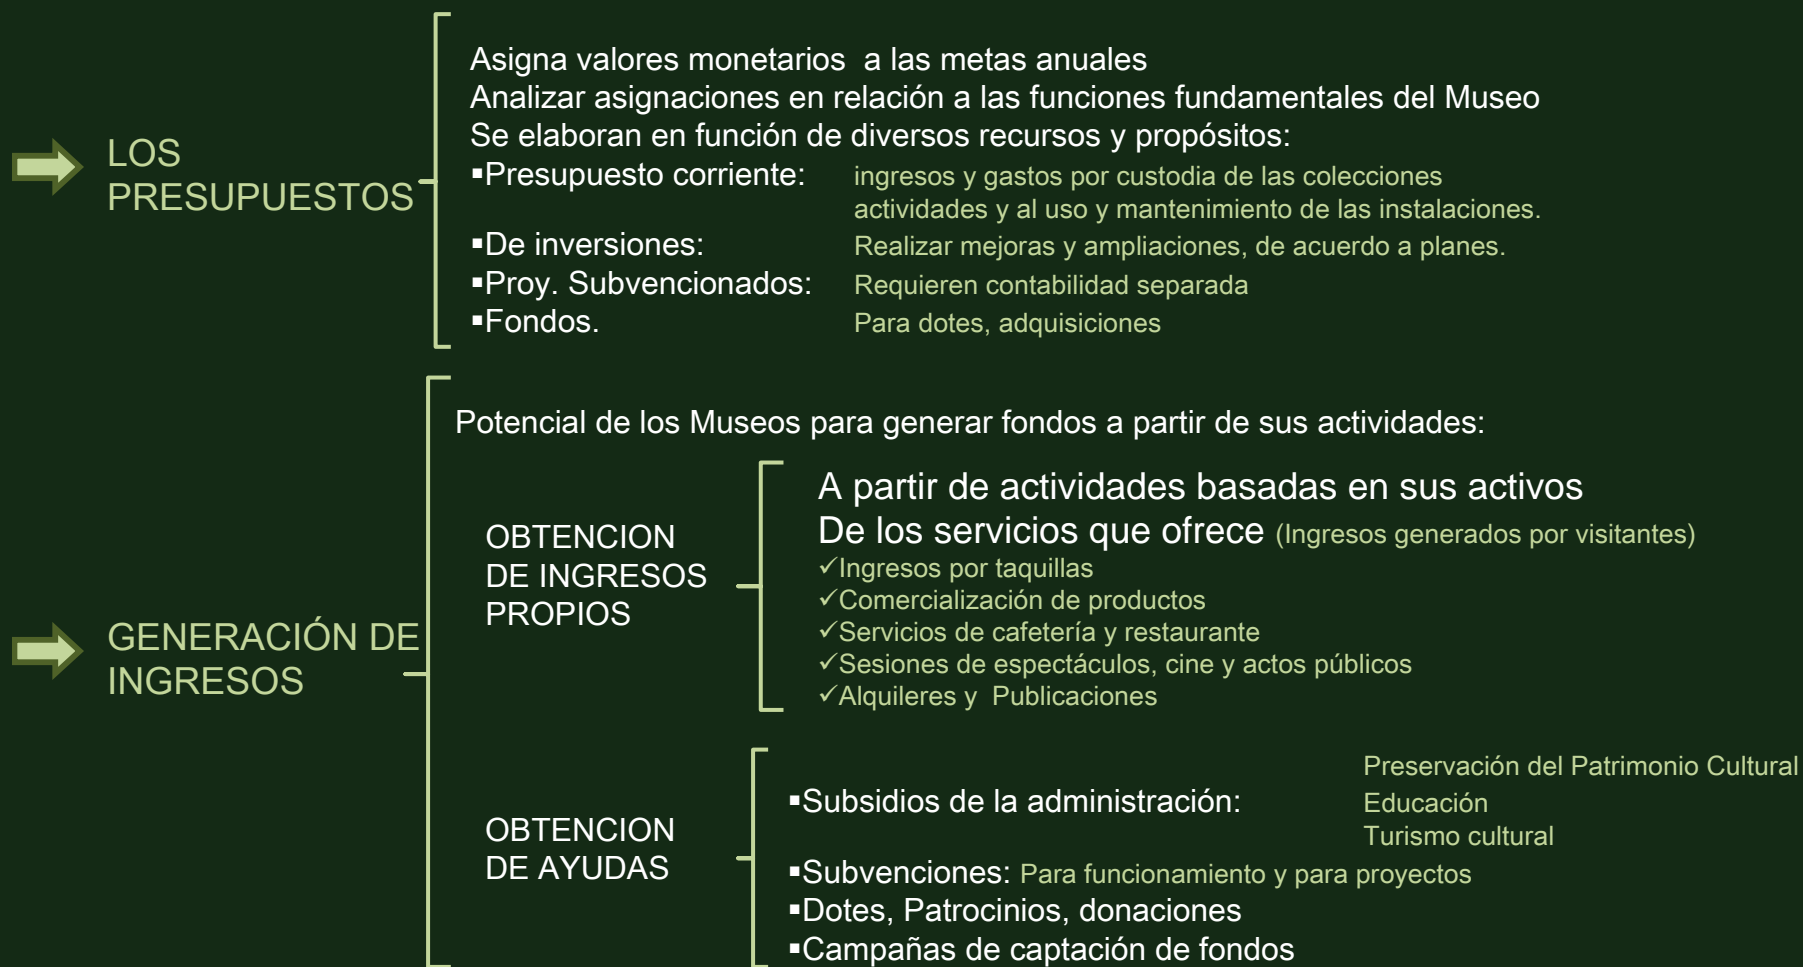 LOS
PRESUPUESTOS
Asigna valores monetarios  a las metas anuales
Analizar asignaciones en relación a las funciones fundamentales del Museo
Se elaboran en función de diversos recursos y propósitos:
▪Presupuesto corriente: ingresos y gastos por custodia de las colecciones
actividades y al uso y mantenimiento de las instalaciones.
▪De inversiones: Realizar mejoras y ampliaciones, de acuerdo a planes.
▪Proy. Subvencionados: Requieren contabilidad separada
▪Fondos. Para dotes, adquisiciones
GENERACIÓN DE
INGRESOS
Potencial de los Museos para generar fondos a partir de sus actividades:
OBTENCION
DE INGRESOS
PROPIOS
A partir de actividades basadas en sus activos
De los servicios que ofrece (Ingresos generados por visitantes)
✓Ingresos por taquillas
✓Comercialización de productos
✓Servicios de cafetería y restaurante
✓Sesiones de espectáculos, cine y actos públicos
✓Alquileres y  Publicaciones
OBTENCION
DE AYUDAS
▪Subsidios de la administración:
Preservación del Patrimonio Cultural
Educación
Turismo cultural
▪Subvenciones: Para funcionamiento y para proyectos
▪Dotes, Patrocinios, donaciones
▪Campañas de captación de fondos